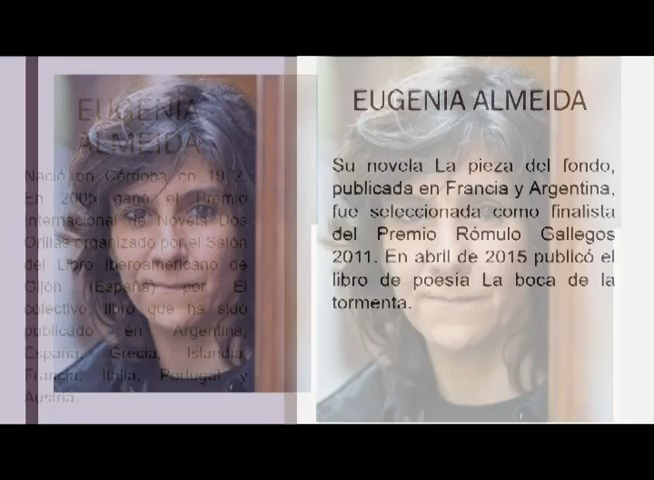 EUGENIA
ALMEIDA
Nació en Córdoba en 19 2.
En 2005 ganó el Premio
Internacional de Novela Dos
Orillas organizado por el Salón
del Libro Iberoamericano de
Gijón (España) por El
colectivo, libro que ha sido
publicado en Argentina,
España, Grecia, Islandia,
Francia, Italia, Portugal y
Austria.
EUGENIA ALMEIDA
Su novela La pieza del fondo,
publicada en Francia y Argentina,
fue seleccionada como finalista
del Premio Rómulo Gallegos
2011. En abril de 2015 publicó el
libro de poesía La boca de la
tormenta.